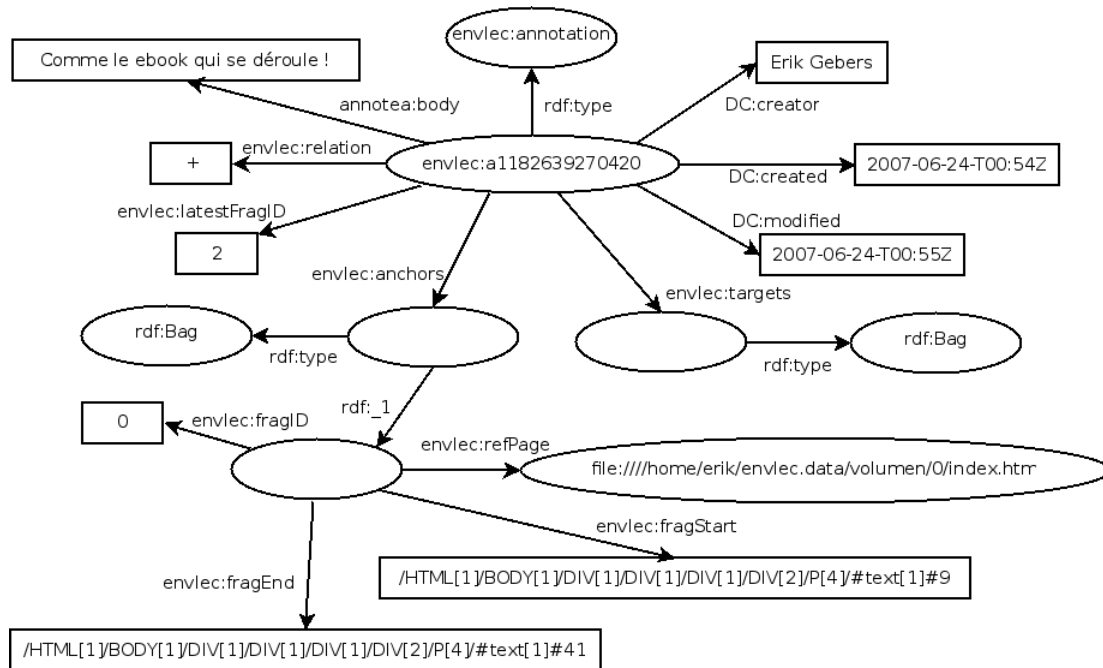 envlec:annotation
Comme le ebook qui se déroule !
Erik Gebers
annotea:body
rdf:type
DC:creator
envlec:relation
+
envlec:a1182639270420
DC:created
2007-06-24-T00:54Z
envlec:latestFragID
2
DC:modified
2007-06-24-T00:55Z
envlec:anchors
envlec:targets
rdf:Bag
rdf:type
rdf:type
rdf:Bag
rdf:_1
0
envlec:fragID
envlec:refPage
file:////home/erik/envlec.data/volumen/0/index.htm
envlec:fragStart
envlec:fragEnd
/HTML[1]/BODY[1]/DIV[1]/DIV[1]/DIV[1]/DIV[2]/P[4]/#text[1]#9
/HTML[1]/BODY[1]/DIV[1]/DIV[1]/DIV[1]/DIV[2]/P[4]/#text[1]#41